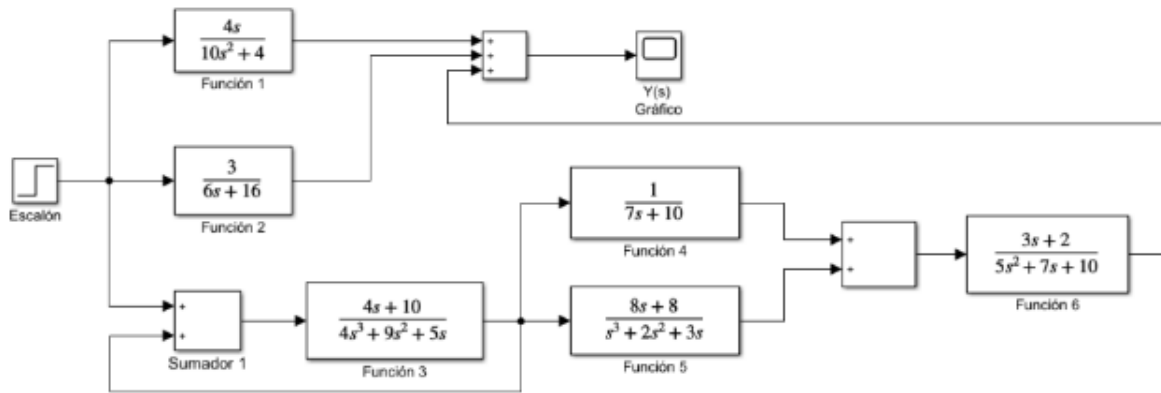 4s
10s² + 4
Función 1
+
+
+
Y(s)
Gráfico
3
6s + 16
Función 2
Escalón
1
7s + 10
Función 4
+
+
3s + 2
5s² + 7s + 10
Función 6
+
+
Sumador 1
4s + 10
4s³ + 9s² + 5s
Función 3
8s + 8
s³ + 2s² + 3s
Función 5